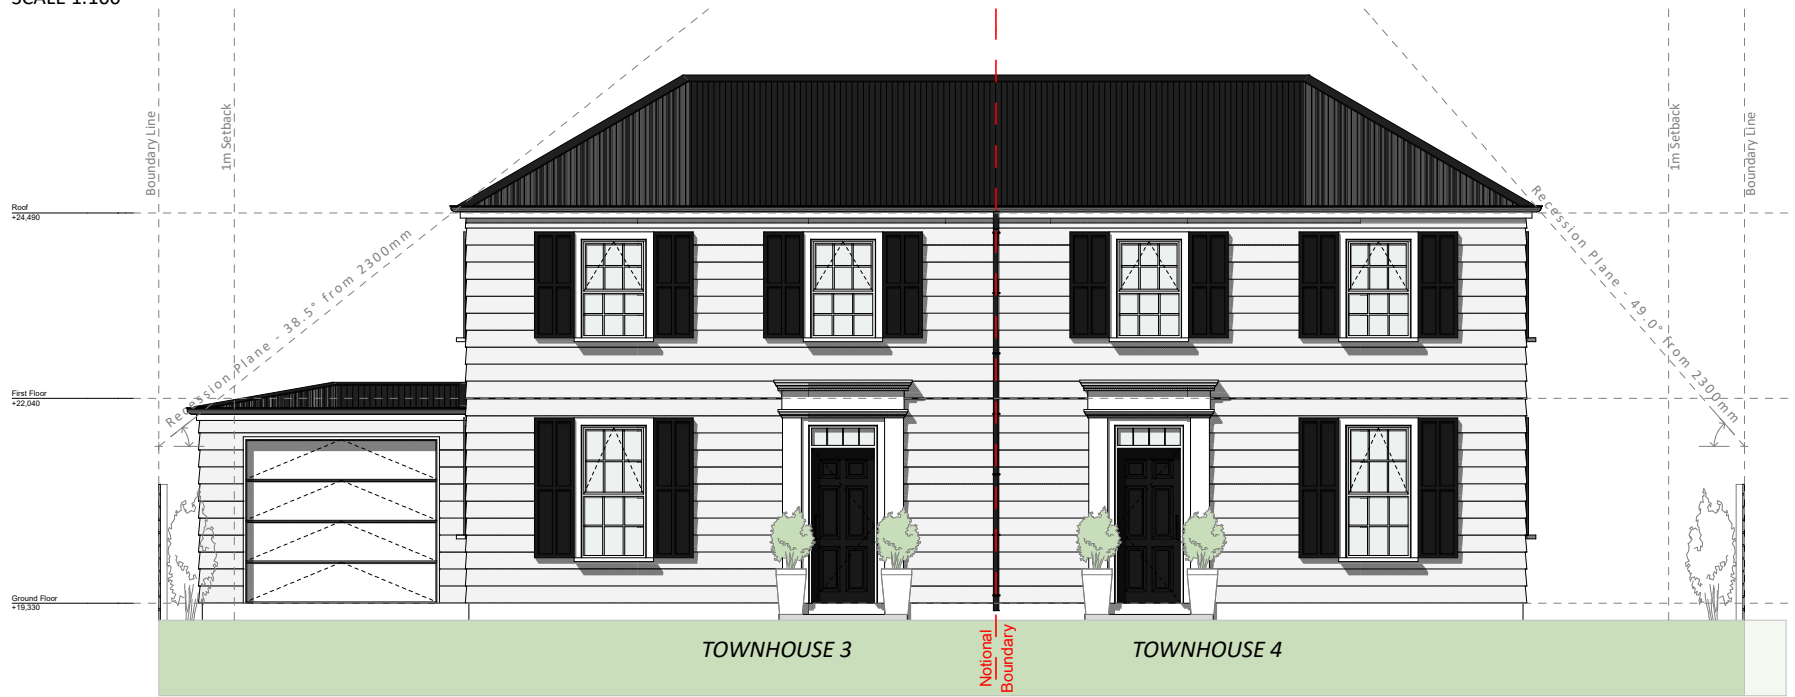 SCALE 1:100
Boundary Line
1m Setback
1m Setback
Boundary Line
Roof
+24,490
Recession Plane - 38.5° from 2300mm
Recession Plane - 49.0° from 2300mm
First Floor
+22,040
Ground Floor
+19,330
TOWNHOUSE 3
Notional
Boundary
TOWNHOUSE 4